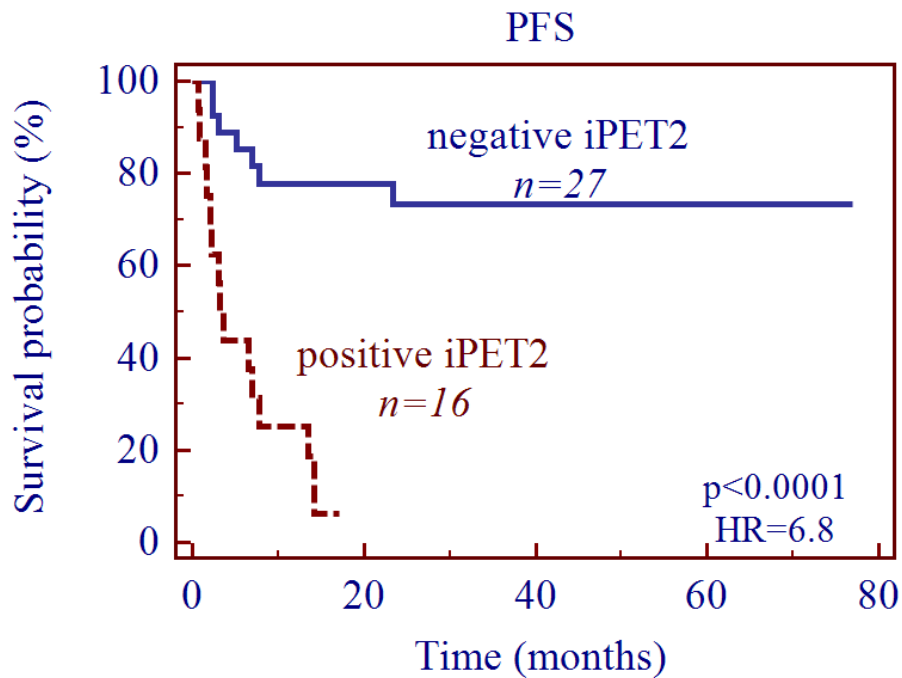 PFS
Survival probability (%)
100
80
60
40
20
0
negative iPET2
n=27
positive iPET2
n=16
p<0.0001
HR=6.8
0 20 40 60 80
Time (months)